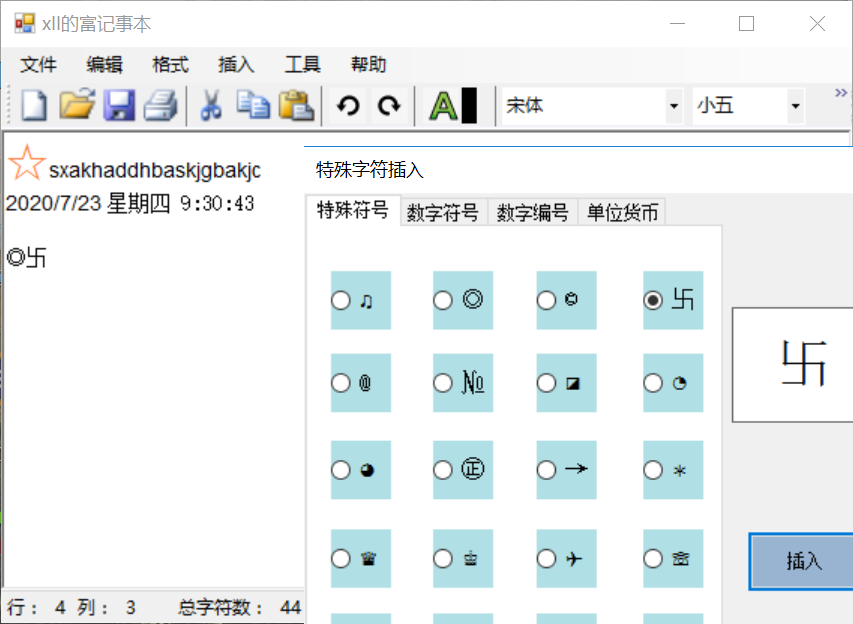 xll的富记事本
文件 编辑 格式 插入 工具 帮助
A 宋体 小五 »
☆sxakhaddhbaskjgbakjc
2020/7/23 星期四 9:30:43
◎卐
特殊字符插入
特殊符号 数字符号 数字编号 单位货币
♫ ◎ ❂ 卐
@ № ◪ ◔
◕ ㊣ → *
♛ ♔ ✈ ☏
卐
插入
行： 4 列： 3 总字符数： 44